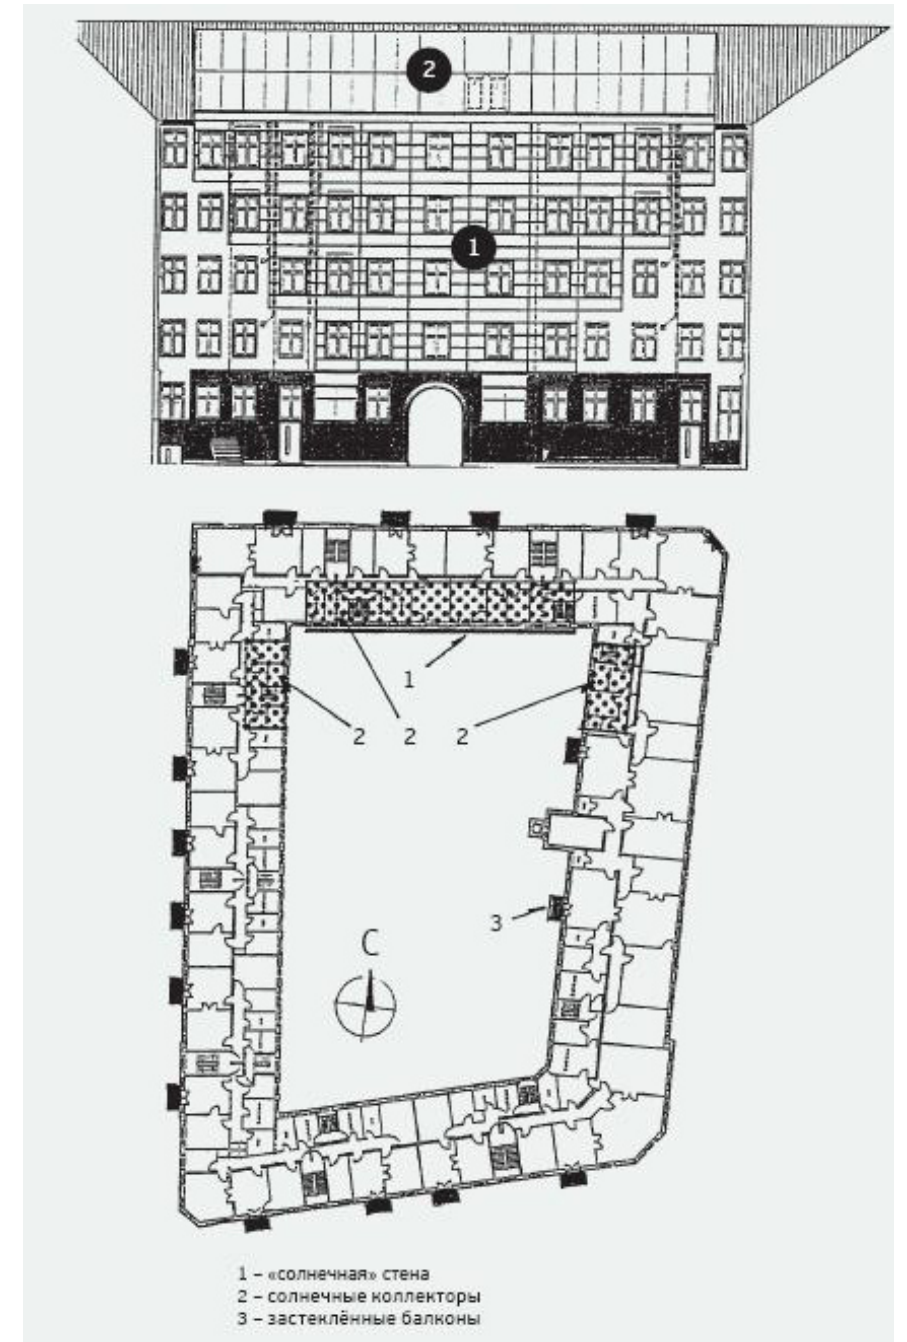 2
1
1
2 2 2
3
С
1 – «солнечная» стена
2 – солнечные коллекторы
3 – застеклённые балконы